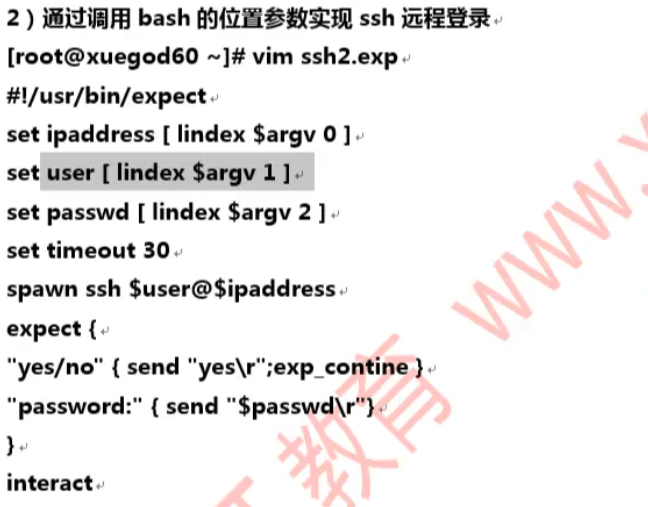 2）通过调用 bash 的位置参数实现 ssh 远程登录
[root@xuegod60 ~]# vim ssh2.exp
#!/usr/bin/expect
set ipaddress [ lindex $argv 0 ]
set user [ lindex $argv 1 ]
set passwd [ lindex $argv 2 ]
set timeout 30
spawn ssh $user@$ipaddress
expect {
"yes/no" { send "yes\r";exp_contine }
"password:" { send "$passwd\r"}
}
interact
教育 www.